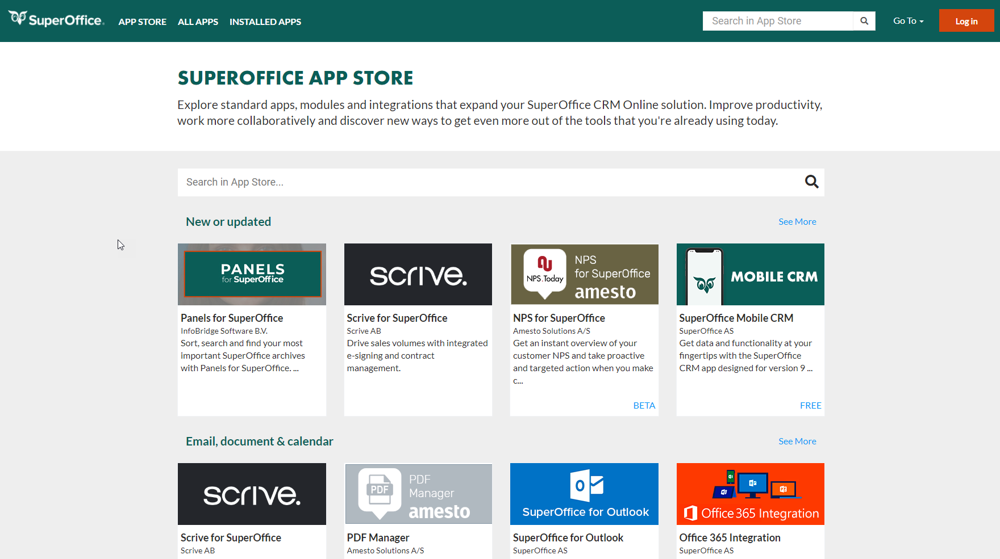 SuperOffice.
APP STORE
ALL APPS
INSTALLED APPS
Search in App Store
Go To
Log in
SUPEROFFICE APP STORE
Explore standard apps, modules and integrations that expand your SuperOffice CRM Online solution. Improve productivity,
work more collaboratively and discover new ways to get even more out of the tools that you're already using today.
Search in App Store...
New or updated
See More
PANELS
for SuperOffice
Panels for SuperOffice
InfoBridge Software B.V.
Sort, search and find your most
important SuperOffice archives
with Panels for SuperOffice. ...
scrive.
Scrive for SuperOffice
Scrive AB
Drive sales volumes with integrated
e-signing and contract
management.
NPS.Today
NPS
for SuperOffice
amesto
NPS for SuperOffice
Amesto Solutions A/S
Get an instant overview of your
customer NPS and take proactive
and targeted action when you make
c...
BETA
MOBILE CRM
SuperOffice Mobile CRM
SuperOffice AS
Get data and functionality at your
fingertips with the SuperOffice
CRM app designed for version 9 ...
FREE
Email, document & calendar
See More
scrive.
Scrive for SuperOffice
Scrive AB
PDF
PDF
Manager
amesto
PDF Manager
Amesto Solutions A/S
SuperOffice for Outlook
SuperOffice for Outlook
SuperOffice AS
Office 365 Integration
Office 365 Integration
SuperOffice AS